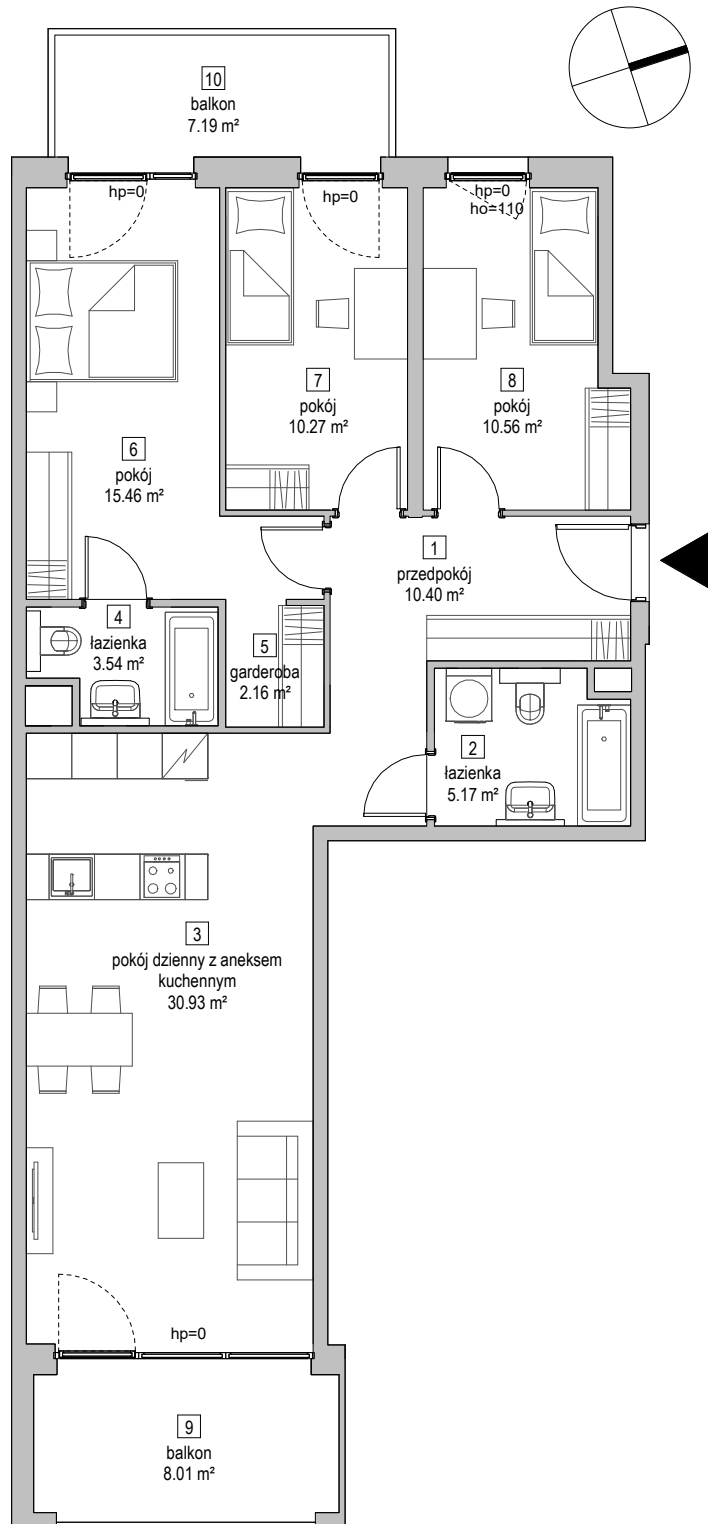 10
balkon
7.19 m²
hp=0
hp=0
hp=0
ho=110
7
pokój
10.27 m²
8
pokój
10.56 m²
6
pokój
15.46 m²
1
przedpokój
10.40 m²
4
łazienka
3.54 m²
5
garderoba
2.16 m²
2
łazienka
5.17 m²
3
pokój dzienny z aneksem
kuchennym
30.93 m²
hp=0
9
balkon
8.01 m²